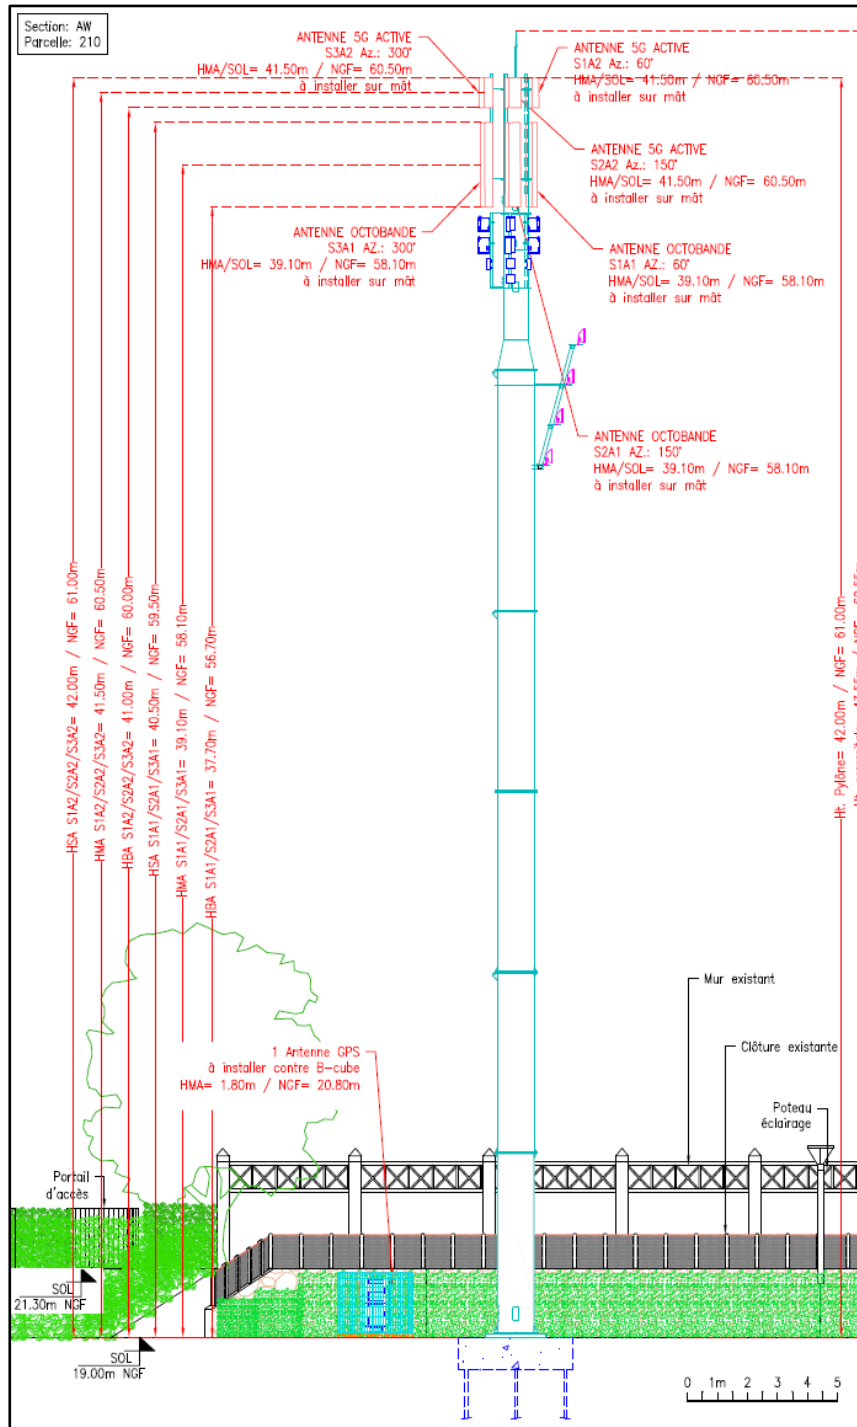 Section: AW
Parcelle: 210
ANTENNE 5G ACTIVE
S3A2 Az.: 300°
HMA/SOL= 41.50m / NGF= 60.50m
à installer sur mât
ANTENNE 5G ACTIVE
S1A2 Az.: 60°
HMA/SOL= 41.50m / NGF= 60.50m
à installer sur mât
ANTENNE 5G ACTIVE
S2A2 Az.: 150°
HMA/SOL= 41.50m / NGF= 60.50m
à installer sur mât
ANTENNE OCTOBANDE
S3A1 AZ.: 300°
HMA/SOL= 39.10m / NGF= 58.10m
à installer sur mât
ANTENNE OCTOBANDE
S1A1 AZ.: 60°
HMA/SOL= 39.10m / NGF= 58.10m
à installer sur mât
ANTENNE OCTOBANDE
S2A1 AZ.: 150°
HMA/SOL= 39.10m / NGF= 58.10m
à installer sur mât
HSA S1A2/S2A2/S3A2= 42.00m / NGF= 61.00m
HMA S1A2/S2A2/S3A2= 41.50m / NGF= 60.50m
HBA S1A2/S2A2/S3A2= 41.00m / NGF= 60.00m
HSA S1A1/S2A1/S3A1= 40.50m / NGF= 59.50m
HMA S1A1/S2A1/S3A1= 39.10m / NGF= 58.10m
HBA S1A1/S2A1/S3A1= 37.70m / NGF= 56.70m
Ht. Pylône= 42.00m / NGF= 61.00m
Mur existant
Clôture existante
1 Antenne GPS
à installer contre B-cube
HMA= 1.80m / NGF= 20.80m
Poteau
éclairage
Portail
d'accès
SOL
21.30m NGF
SOL
19.00m NGF
0 1m 2 3 4 5